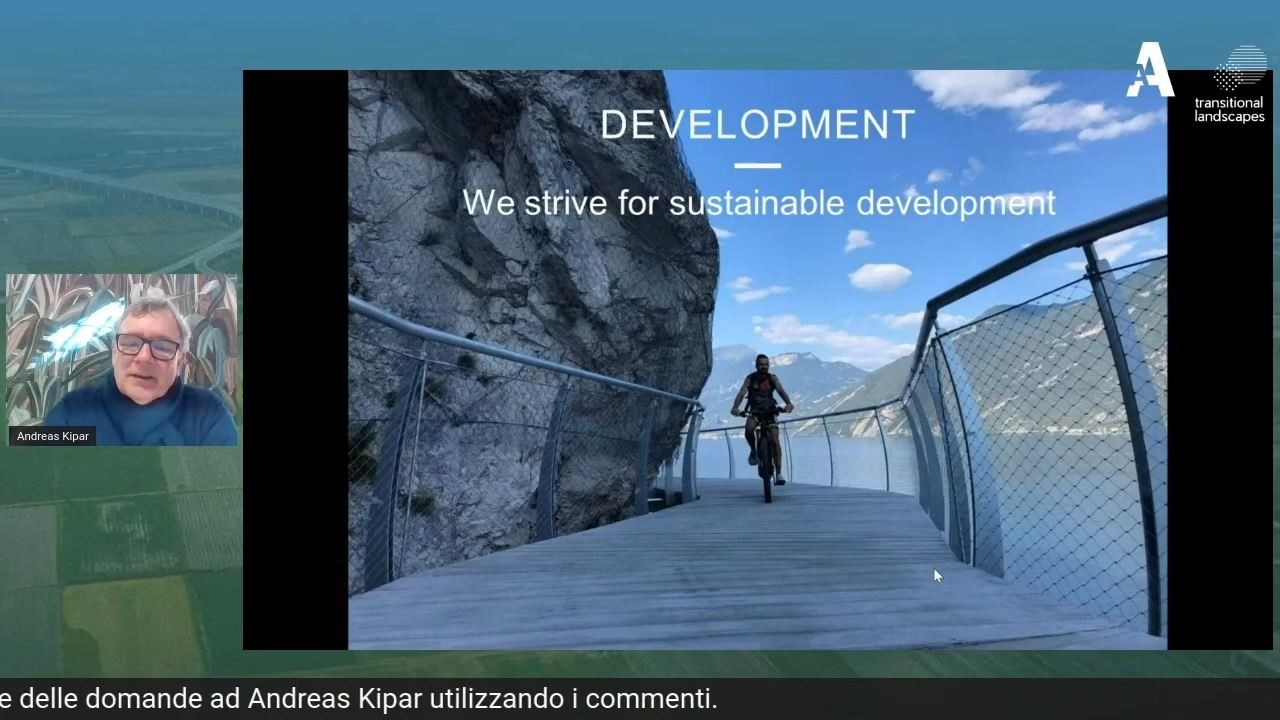 A
transitional
landscapes
DEVELOPMENT
We strive for sustainable development
Andreas Kipar
e delle domande ad Andreas Kipar utilizzando i commenti.